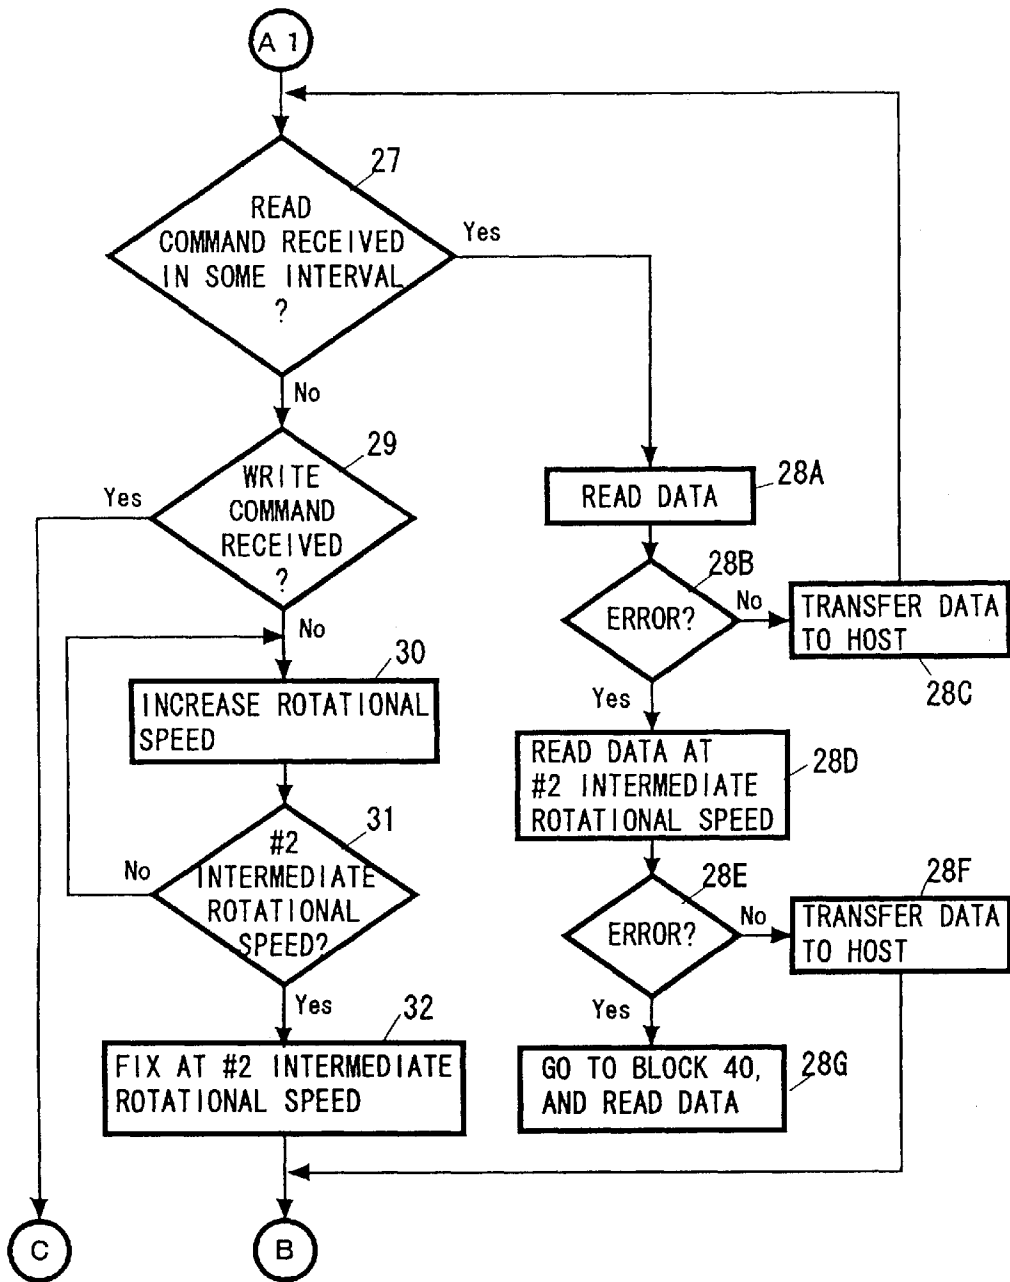 A 1
27
READ
COMMAND RECEIVED
IN SOME INTERVAL
?
Yes
No
29
WRITE
COMMAND
RECEIVED
?
Yes
No
30
INCREASE ROTATIONAL
SPEED
31
#2
INTERMEDIATE
ROTATIONAL
SPEED?
No
Yes
32
FIX AT #2 INTERMEDIATE
ROTATIONAL SPEED
28A
READ DATA
28B
ERROR?
No
TRANSFER DATA
TO HOST
28C
Yes
READ DATA AT
#2 INTERMEDIATE
ROTATIONAL SPEED
28D
28E
ERROR?
No
28F
TRANSFER DATA
TO HOST
Yes
GO TO BLOCK 40,
AND READ DATA
28G
C
B